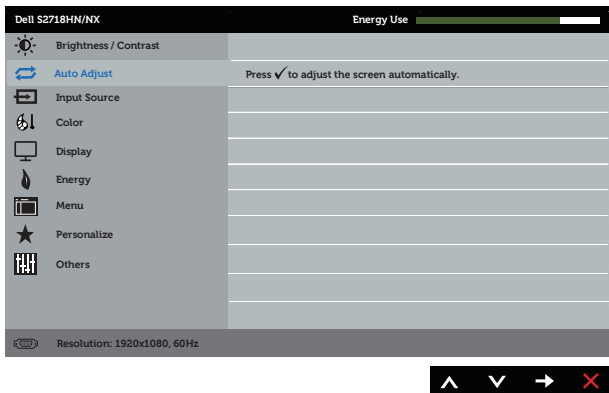 Dell S2718HN/NX
Energy Use
Brightness / Contrast
Auto Adjust
Press ✓ to adjust the screen automatically.
Input Source
Color
Display
Energy
Menu
Personalize
Others
Resolution: 1920x1080, 60Hz